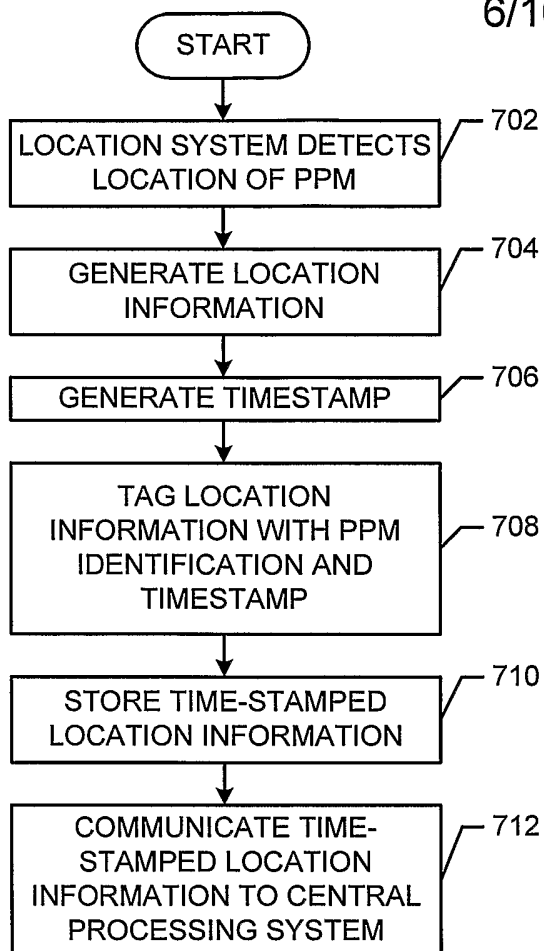 6/1
START
LOCATION SYSTEM DETECTS
LOCATION OF PPM
702
GENERATE LOCATION
INFORMATION
704
GENERATE TIMESTAMP
706
TAG LOCATION
INFORMATION WITH PPM
IDENTIFICATION AND
TIMESTAMP
708
STORE TIME-STAMPED
LOCATION INFORMATION
710
COMMUNICATE TIME-
STAMPED LOCATION
INFORMATION TO CENTRAL
PROCESSING SYSTEM
712